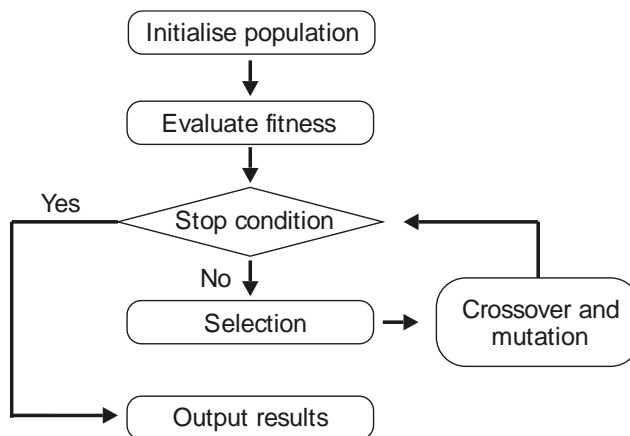 Initialise population
Evaluate fitness
Yes
Stop condition
No
Selection
Crossover and
mutation
Output results